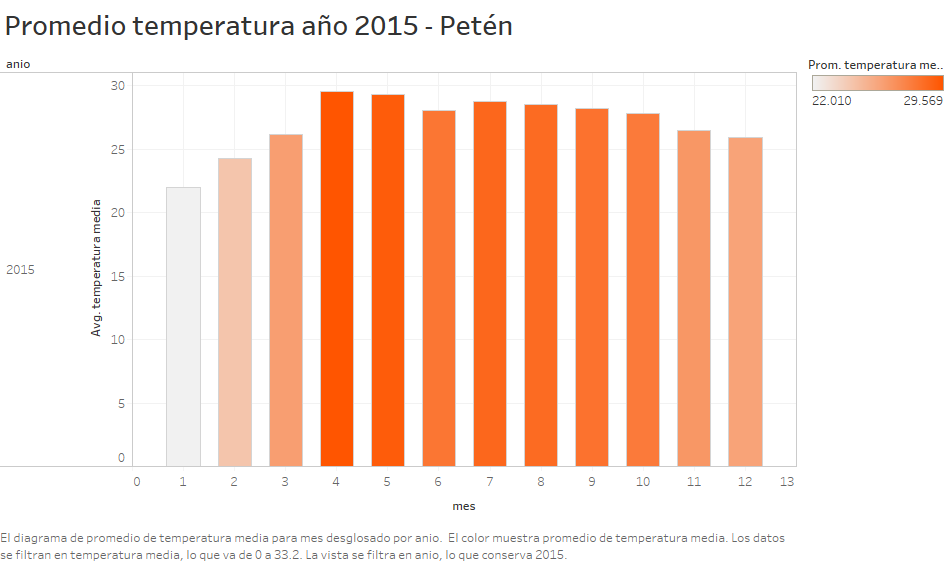 Promedio temperatura año 2015 - Petén
anio
Prom. temperatura me..
22.010 29.569
30
25
20
15
10
5
0
Avg. temperatura media
2015
0 1 2 3 4 5 6 7 8 9 10 11 12 13
mes
El diagrama de promedio de temperatura media para mes desglosado por anio. El color muestra promedio de temperatura media. Los datos
se filtran en temperatura media, lo que va de 0 a 33.2. La vista se filtra en anio, lo que conserva 2015.